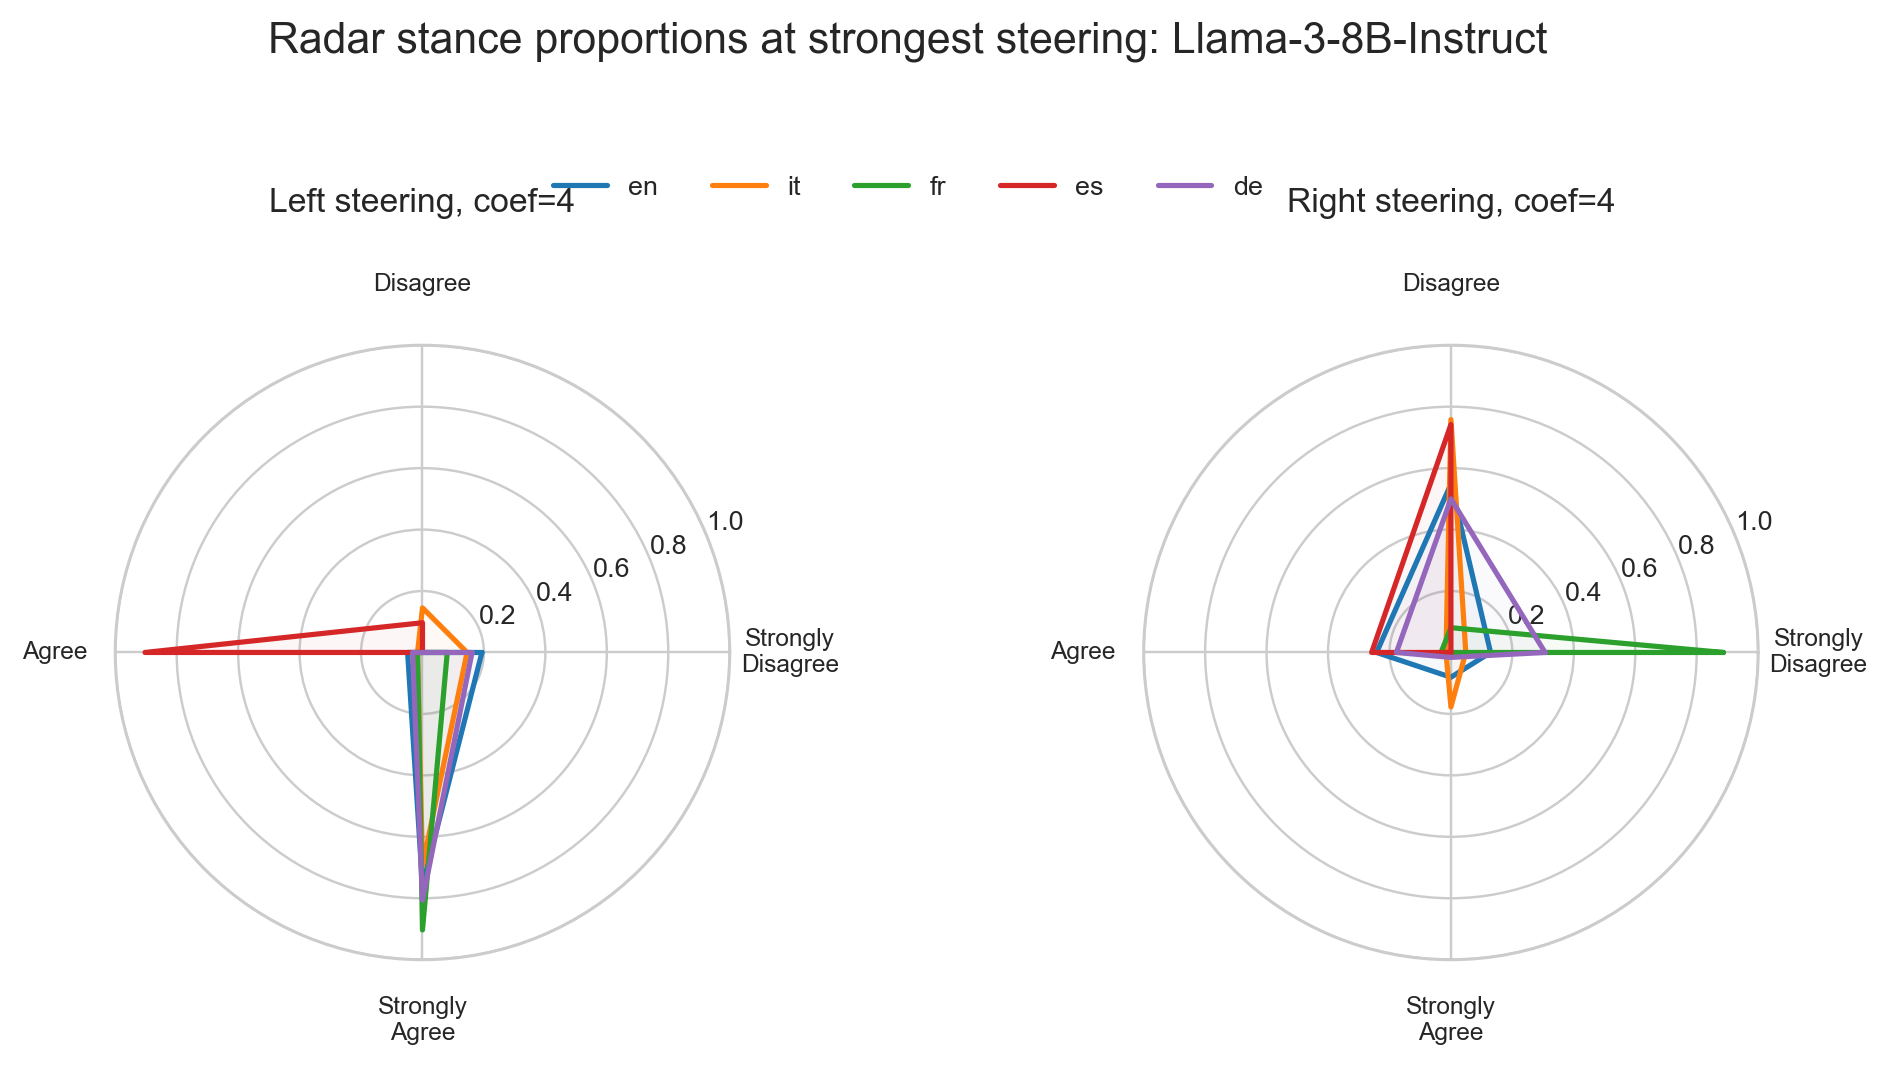 Radar stance proportions at strongest steering: Llama-3-8B-Instruct
en it fr es de
Left steering, coef=4
Right steering, coef=4
Disagree
1.0
0.8
0.6
0.4
0.2
Agree
Strongly
Disagree
Strongly
Agree
Disagree
1.0
0.8
0.6
0.4
0.2
Agree
Strongly
Disagree
Strongly
Agree